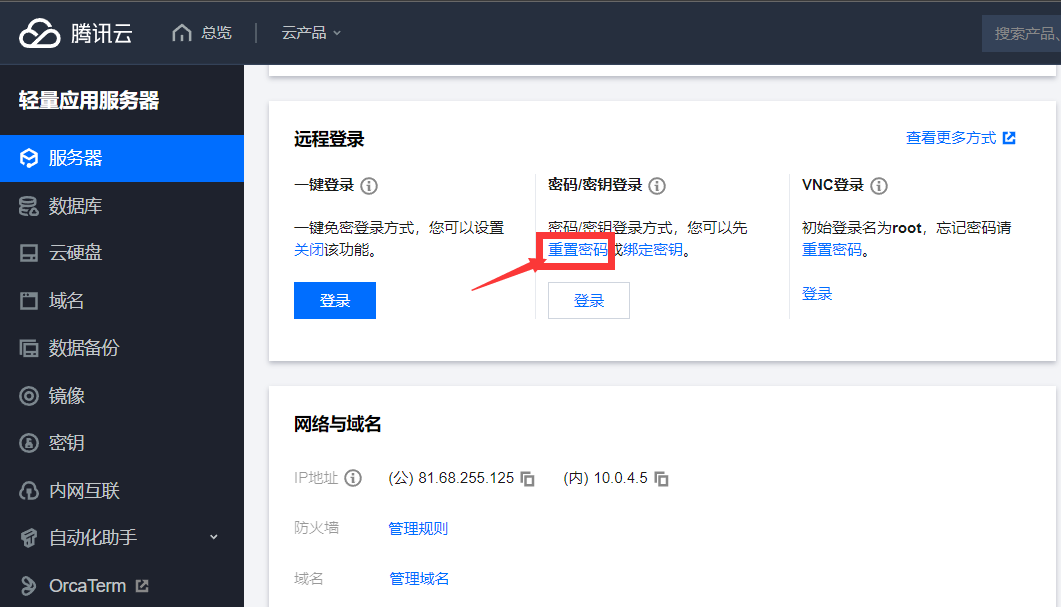 腾讯云 总览 云产品 搜索产品、
轻量应用服务器
服务器
数据库
云硬盘
域名
数据备份
镜像
密钥
内网互联
自动化助手
OrcaTerm
远程登录 查看更多方式
一键登录
一键免密登录方式，您可以设置
关闭该功能。
登录
密码/密钥登录
密码/密钥登录方式，您可以先
重置密码或绑定密钥。
登录
VNC登录
初始登录名为root，忘记密码请
重置密码。
登录
网络与域名
IP地址 (公) 81.68.255.125 (内) 10.0.4.5
防火墙 管理规则
域名 管理域名